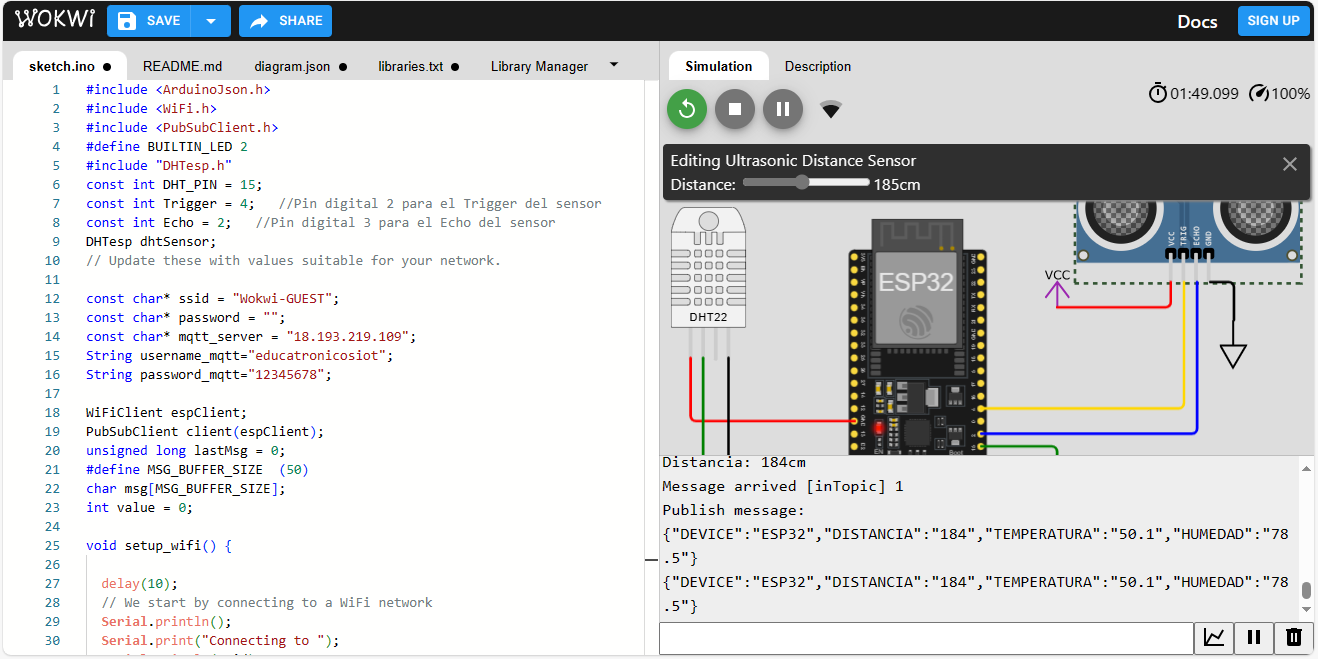 WOKWI
SAVE
SHARE
Docs
SIGN UP
sketch.ino ●
README.md
diagram.json ●
libraries.txt ●
Library Manager
Simulation
Description
01:49.099
100%
1 #include <ArduinoJson.h>
2 #include <WiFi.h>
3 #include <PubSubClient.h>
4 #define BUILTIN_LED 2
5 #include "DHTesp.h"
6 const int DHT_PIN = 15;
7 const int Trigger = 4;   //Pin digital 2 para el Trigger del sensor
8 const int Echo = 2;   //Pin digital 3 para el Echo del sensor
9 DHTesp dhtSensor;
10 // Update these with values suitable for your network.
11
12 const char* ssid = "Wokwi-GUEST";
13 const char* password = "";
14 const char* mqtt_server = "18.193.219.109";
15 String username_mqtt="educatronicosiot";
16 String password_mqtt="12345678";
17
18 WiFiClient espClient;
19 PubSubClient client(espClient);
20 unsigned long lastMsg = 0;
21 #define MSG_BUFFER_SIZE  (50)
22 char msg[MSG_BUFFER_SIZE];
23 int value = 0;
24
25 void setup_wifi() {
26
27   delay(10);
28   // We start by connecting to a WiFi network
29   Serial.println();
30   Serial.print("Connecting to ");
Editing Ultrasonic Distance Sensor
Distance: 185cm
DHT22
ESP32
EN
Boot
VCC
VCC
TRIG
ECHO
GND
Distancia: 184cm
Message arrived [inTopic] 1
Publish message:
{"DEVICE":"ESP32","DISTANCIA":"184","TEMPERATURA":"50.1","HUMEDAD":"78
.5"}
{"DEVICE":"ESP32","DISTANCIA":"184","TEMPERATURA":"50.1","HUMEDAD":"78
.5"}